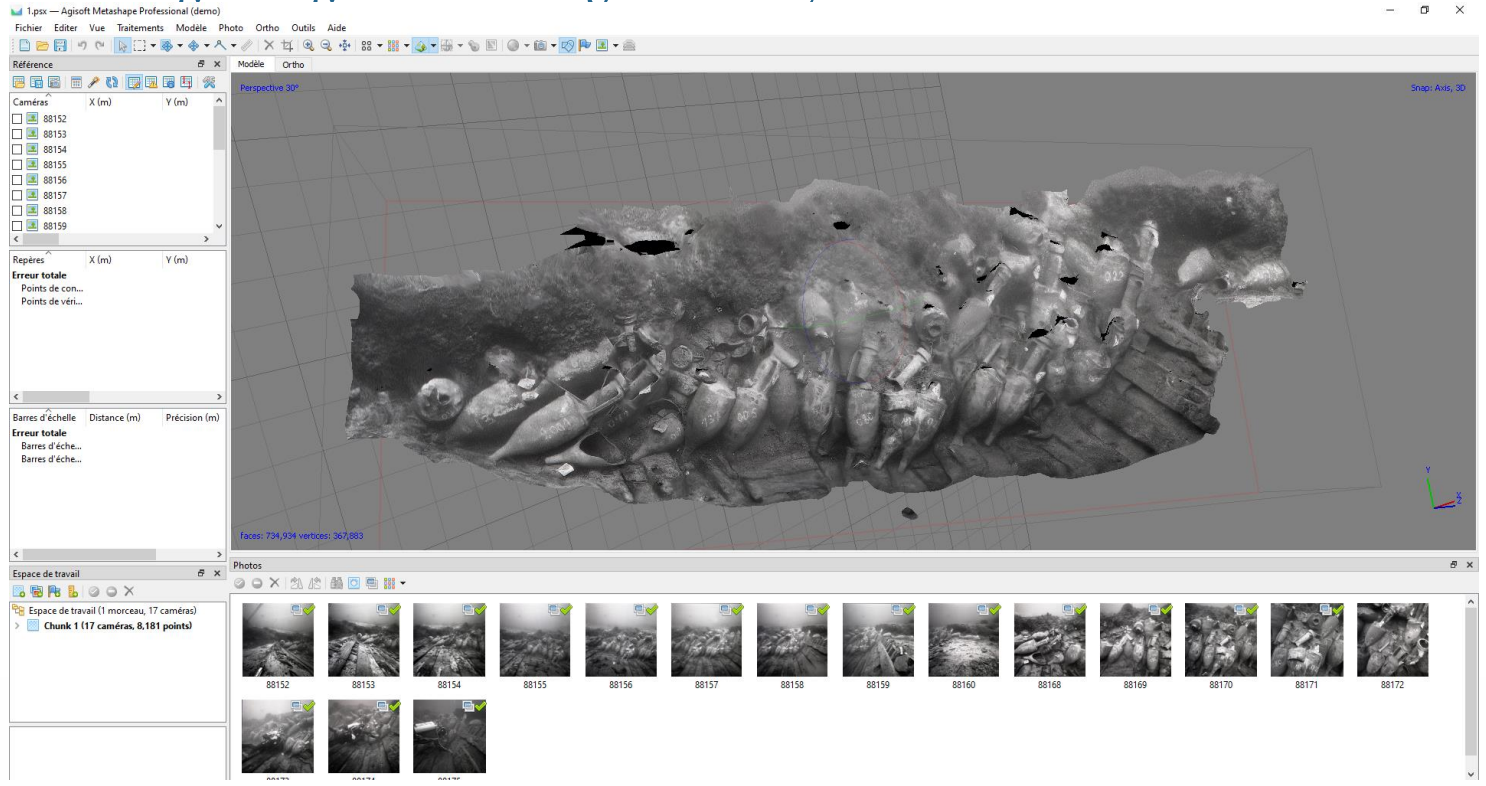 1.psx — Agisoft Metashape Professional (demo)
Fichier Editer Vue Traitements Modèle Photo Ortho Outils Aide
Référence
Caméras X (m) Y (m)
88152
88153
88154
88155
88156
88157
88158
88159
Repères X (m) Y (m)
Erreur totale
Points de con...
Points de véri...
Barres d'échelle Distance (m) Précision (m)
Erreur totale
Barres d'éche...
Barres d'éche...
Espace de travail
Espace de travail (1 morceau, 17 caméras)
Chunk 1 (17 caméras, 8,181 points)
Modèle Ortho
Perspective 30°
Snap: Axis, 3D
Y
X
Z
faces: 734,934 vertices: 367,883
Photos
88152 88153 88154 88155 88156 88157 88158 88159 88160 88168 88169 88170 88171 88172
88173 88174 88175